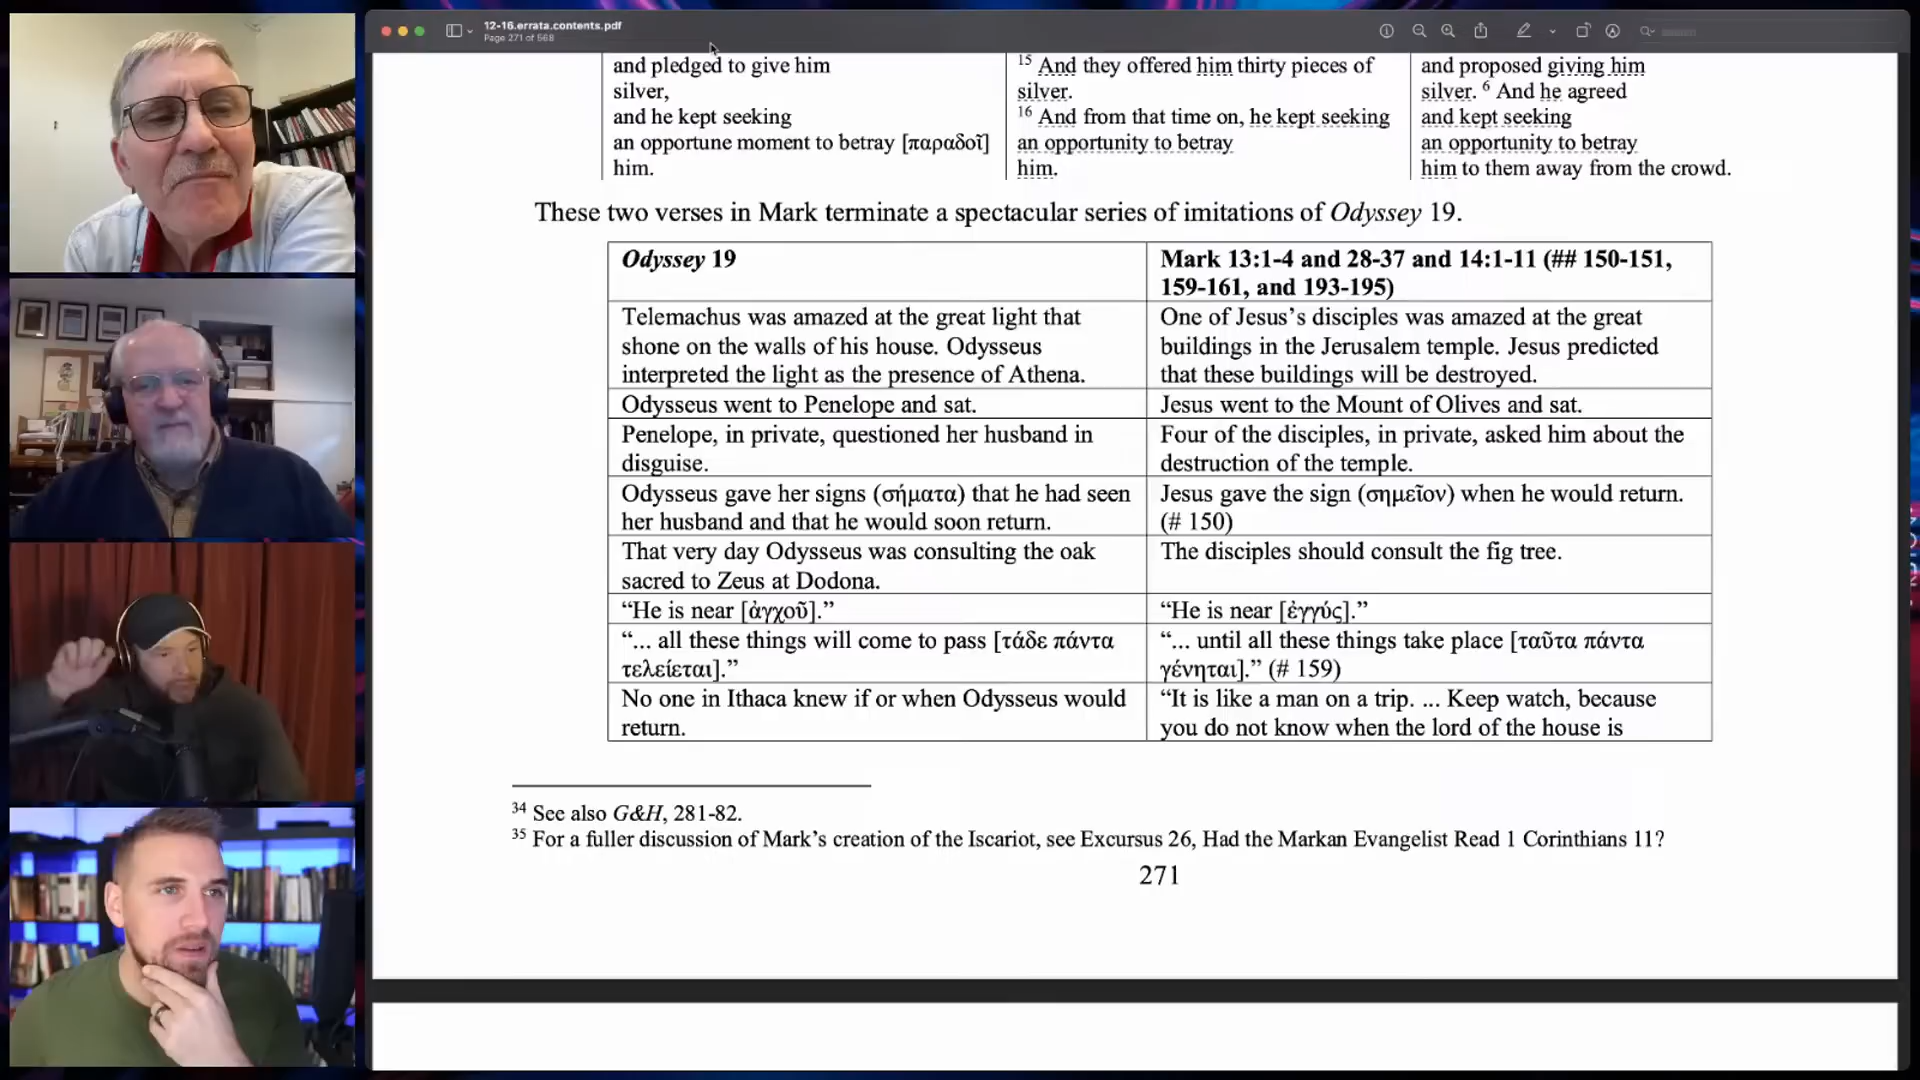 12-16.errata.contents.pdf
Page 271 of 568
and pledged to give him
silver,
and he kept seeking
an opportune moment to betray [παραδοῖ]
him.
15 And they offered him thirty pieces of
silver.
16 And from that time on, he kept seeking
an opportunity to betray
him.
and proposed giving him
silver. 6 And he agreed
and kept seeking
an opportunity to betray
him to them away from the crowd.
These two verses in Mark terminate a spectacular series of imitations of Odyssey 19.
Odyssey 19
Mark 13:1-4 and 28-37 and 14:1-11 (## 150-151,
159-161, and 193-195)
Telemachus was amazed at the great light that
shone on the walls of his house. Odysseus
interpreted the light as the presence of Athena.
One of Jesus’s disciples was amazed at the great
buildings in the Jerusalem temple. Jesus predicted
that these buildings will be destroyed.
Odysseus went to Penelope and sat.
Jesus went to the Mount of Olives and sat.
Penelope, in private, questioned her husband in
disguise.
Four of the disciples, in private, asked him about the
destruction of the temple.
Odysseus gave her signs (σήματα) that he had seen
her husband and that he would soon return.
Jesus gave the sign (σημεῖον) when he would return.
(# 150)
That very day Odysseus was consulting the oak
sacred to Zeus at Dodona.
The disciples should consult the fig tree.
“He is near [ἀγχοῦ].”
“He is near [ἐγγύς].”
“... all these things will come to pass [τάδε πάντα
τελείεται].”
“... until all these things take place [ταῦτα πάντα
γένηται].” (# 159)
No one in Ithaca knew if or when Odysseus would
return.
“It is like a man on a trip. ... Keep watch, because
you do not know when the lord of the house is
34 See also G&H, 281-82.
35 For a fuller discussion of Mark’s creation of the Iscariot, see Excursus 26, Had the Markan Evangelist Read 1 Corinthians 11?
271